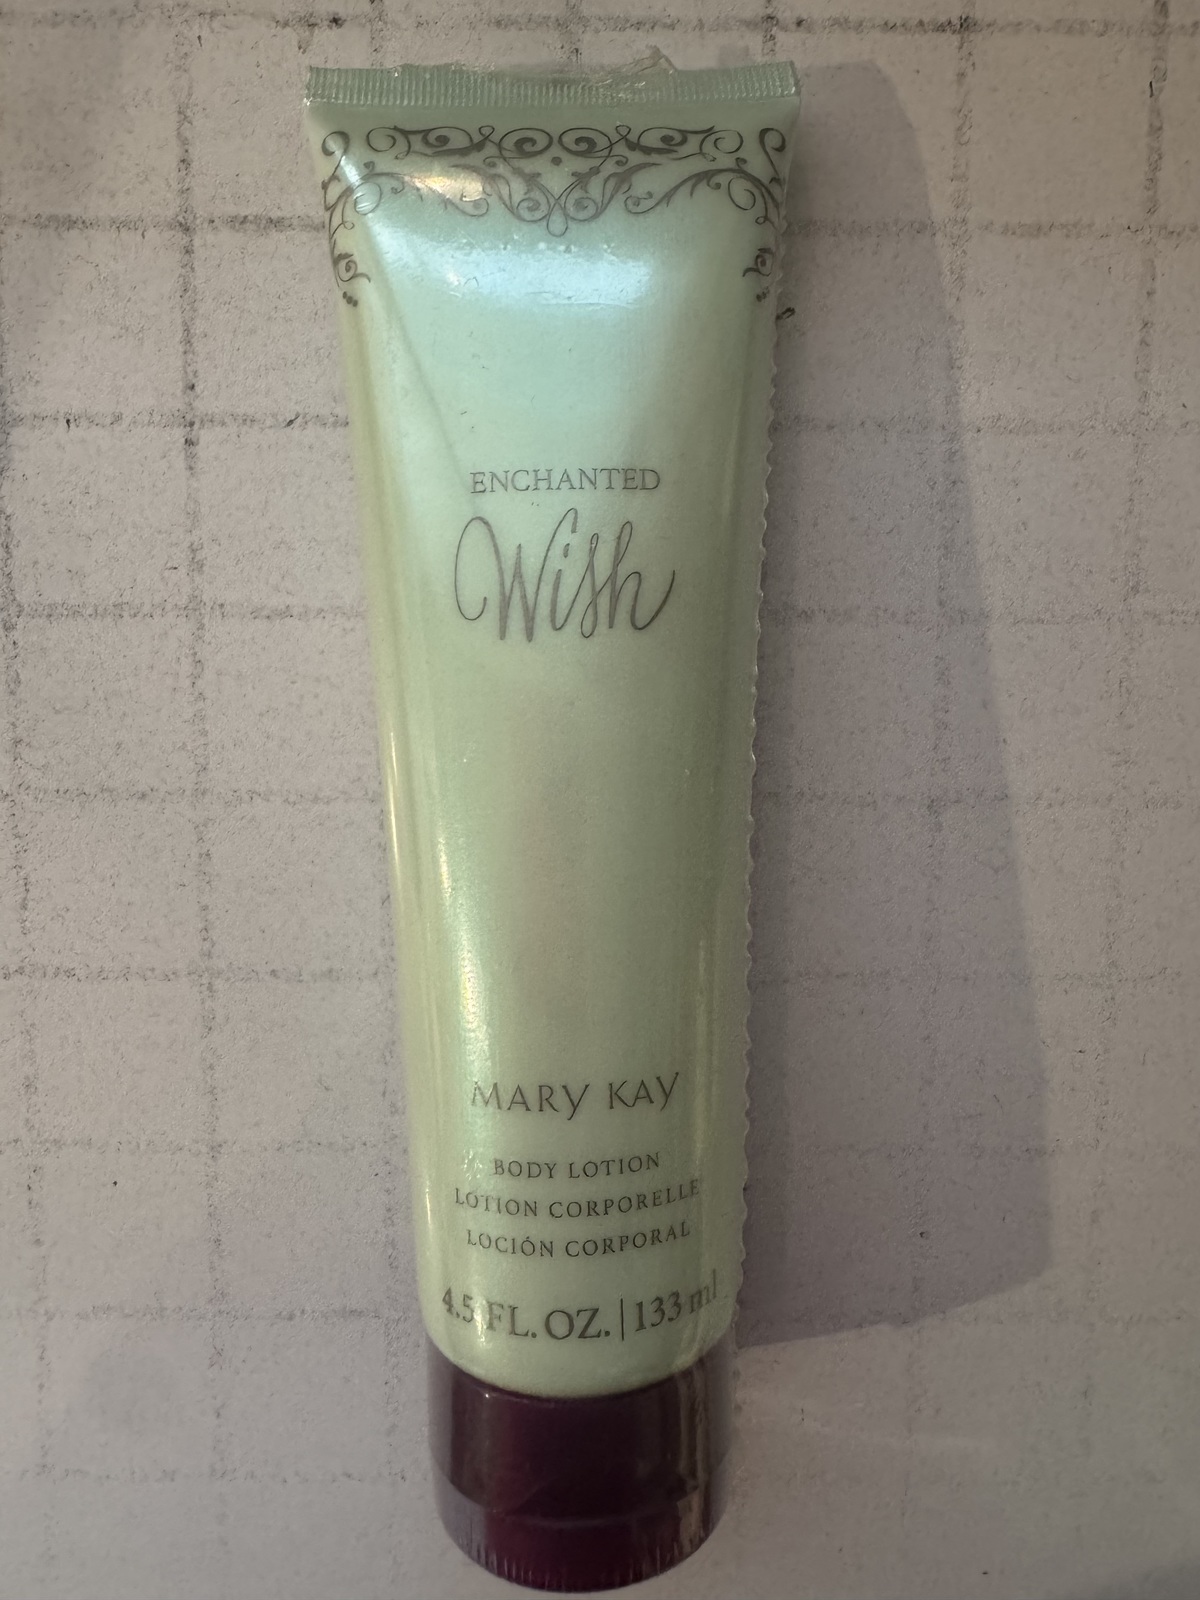 ENCHANTED
Wish
MARY KAY
BODY LOTION
LOTION CORPORELLE
LOCIÓN CORPORAL
4.5 FL. OZ. | 133 ml